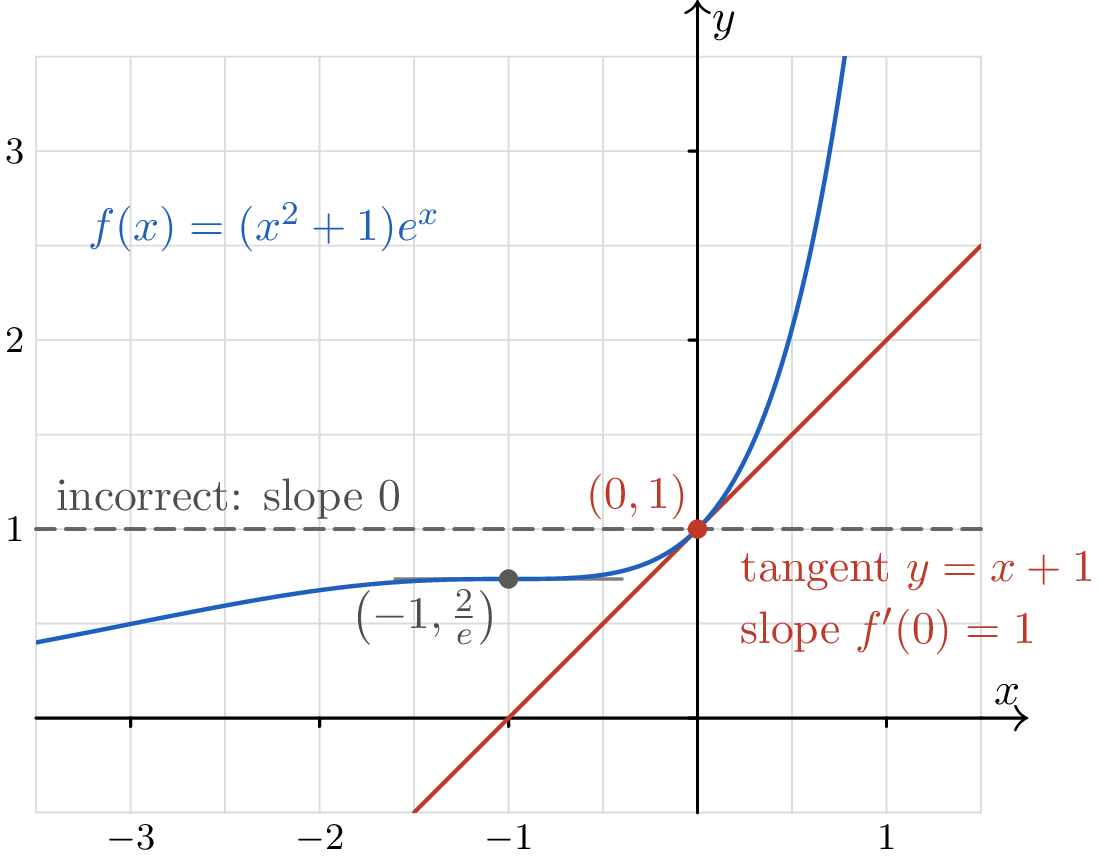 y
3
f(x) = (x² + 1)eˣ
2
incorrect: slope 0
(0, 1)
1
tangent y = x + 1
(−1, 2/e)
slope f′(0) = 1
x
−3
−2
−1
1